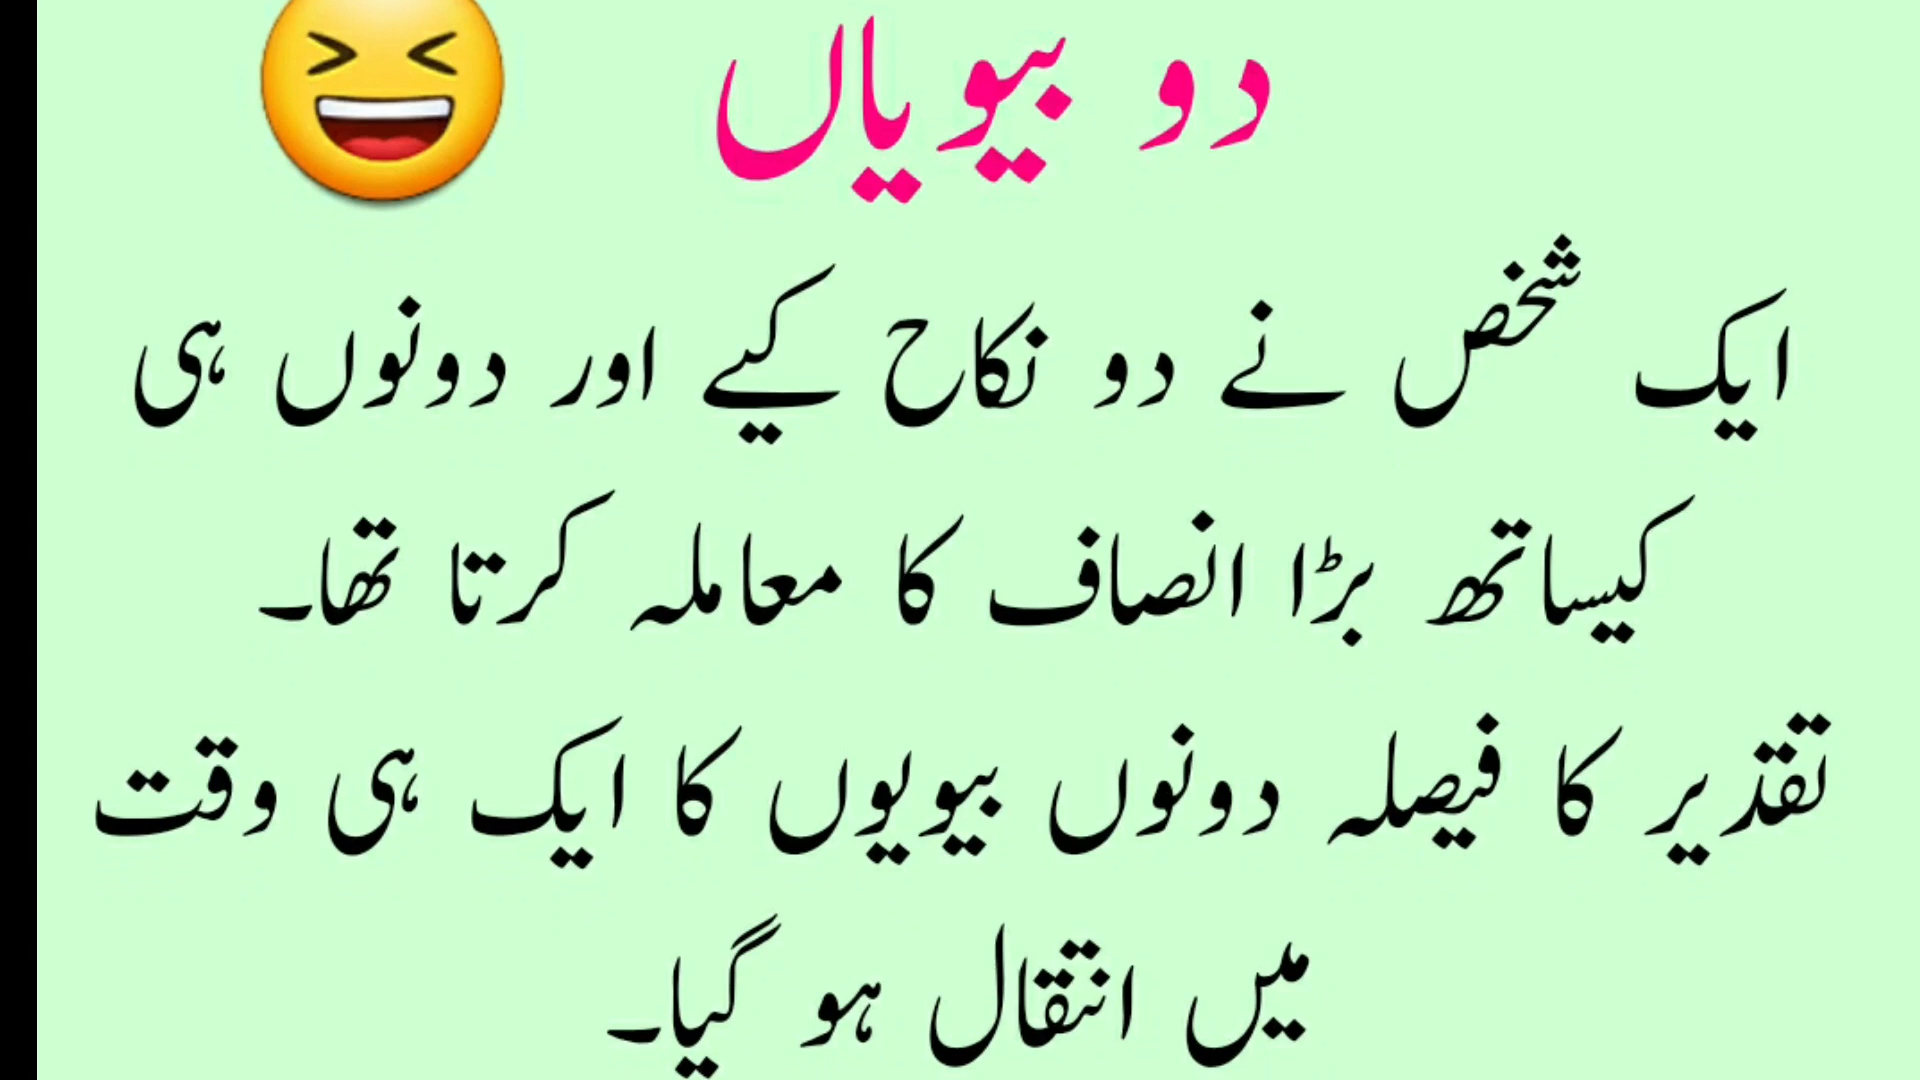 دو بیویاں
ایک شخص نے دو نکاح کیے اور دونوں ہی
کیساتھ بڑا انصاف کا معاملہ کرتا تھا۔
تقدیر کا فیصلہ دونوں بیویوں کا ایک ہی وقت
میں انتقال ہو گیا۔